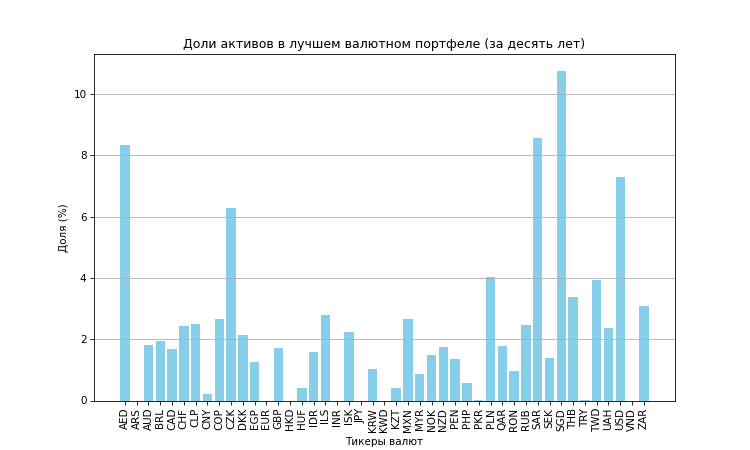 Доли активов в лучшем валютном портфеле (за десять лет)
Доля (%)
10
8
6
4
2
0
AED ARS AUD BRL CAD CHF CLP CNY COP CZK DKK EGP EUR GBP HKD HUF IDR ILS INR ISK JPY KRW KWD KZT MXN MYR NOK NZD PEN PHP PKR PLN QAR RON RUB SAR SEK SGD THB TRY TWD UAH USD VND ZAR
Тикеры валют